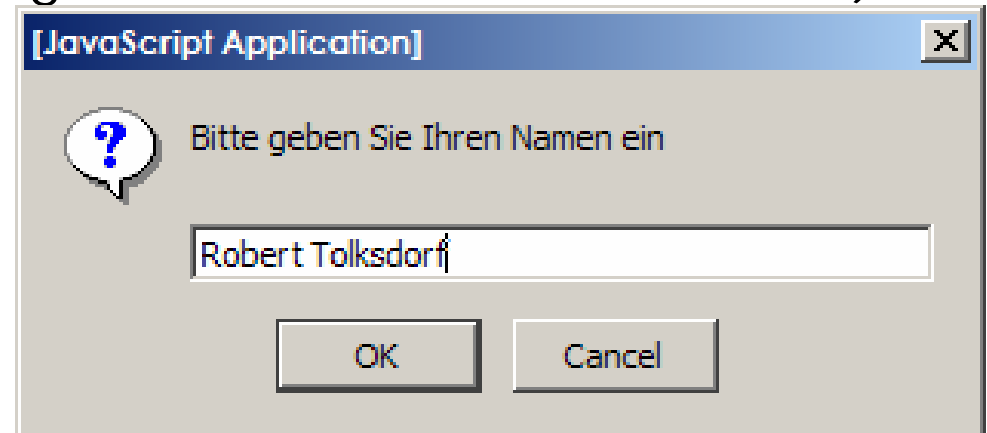 [JavaScript Application]
?
Bitte geben Sie Ihren Namen ein
Robert Tolksdorf
OK Cancel